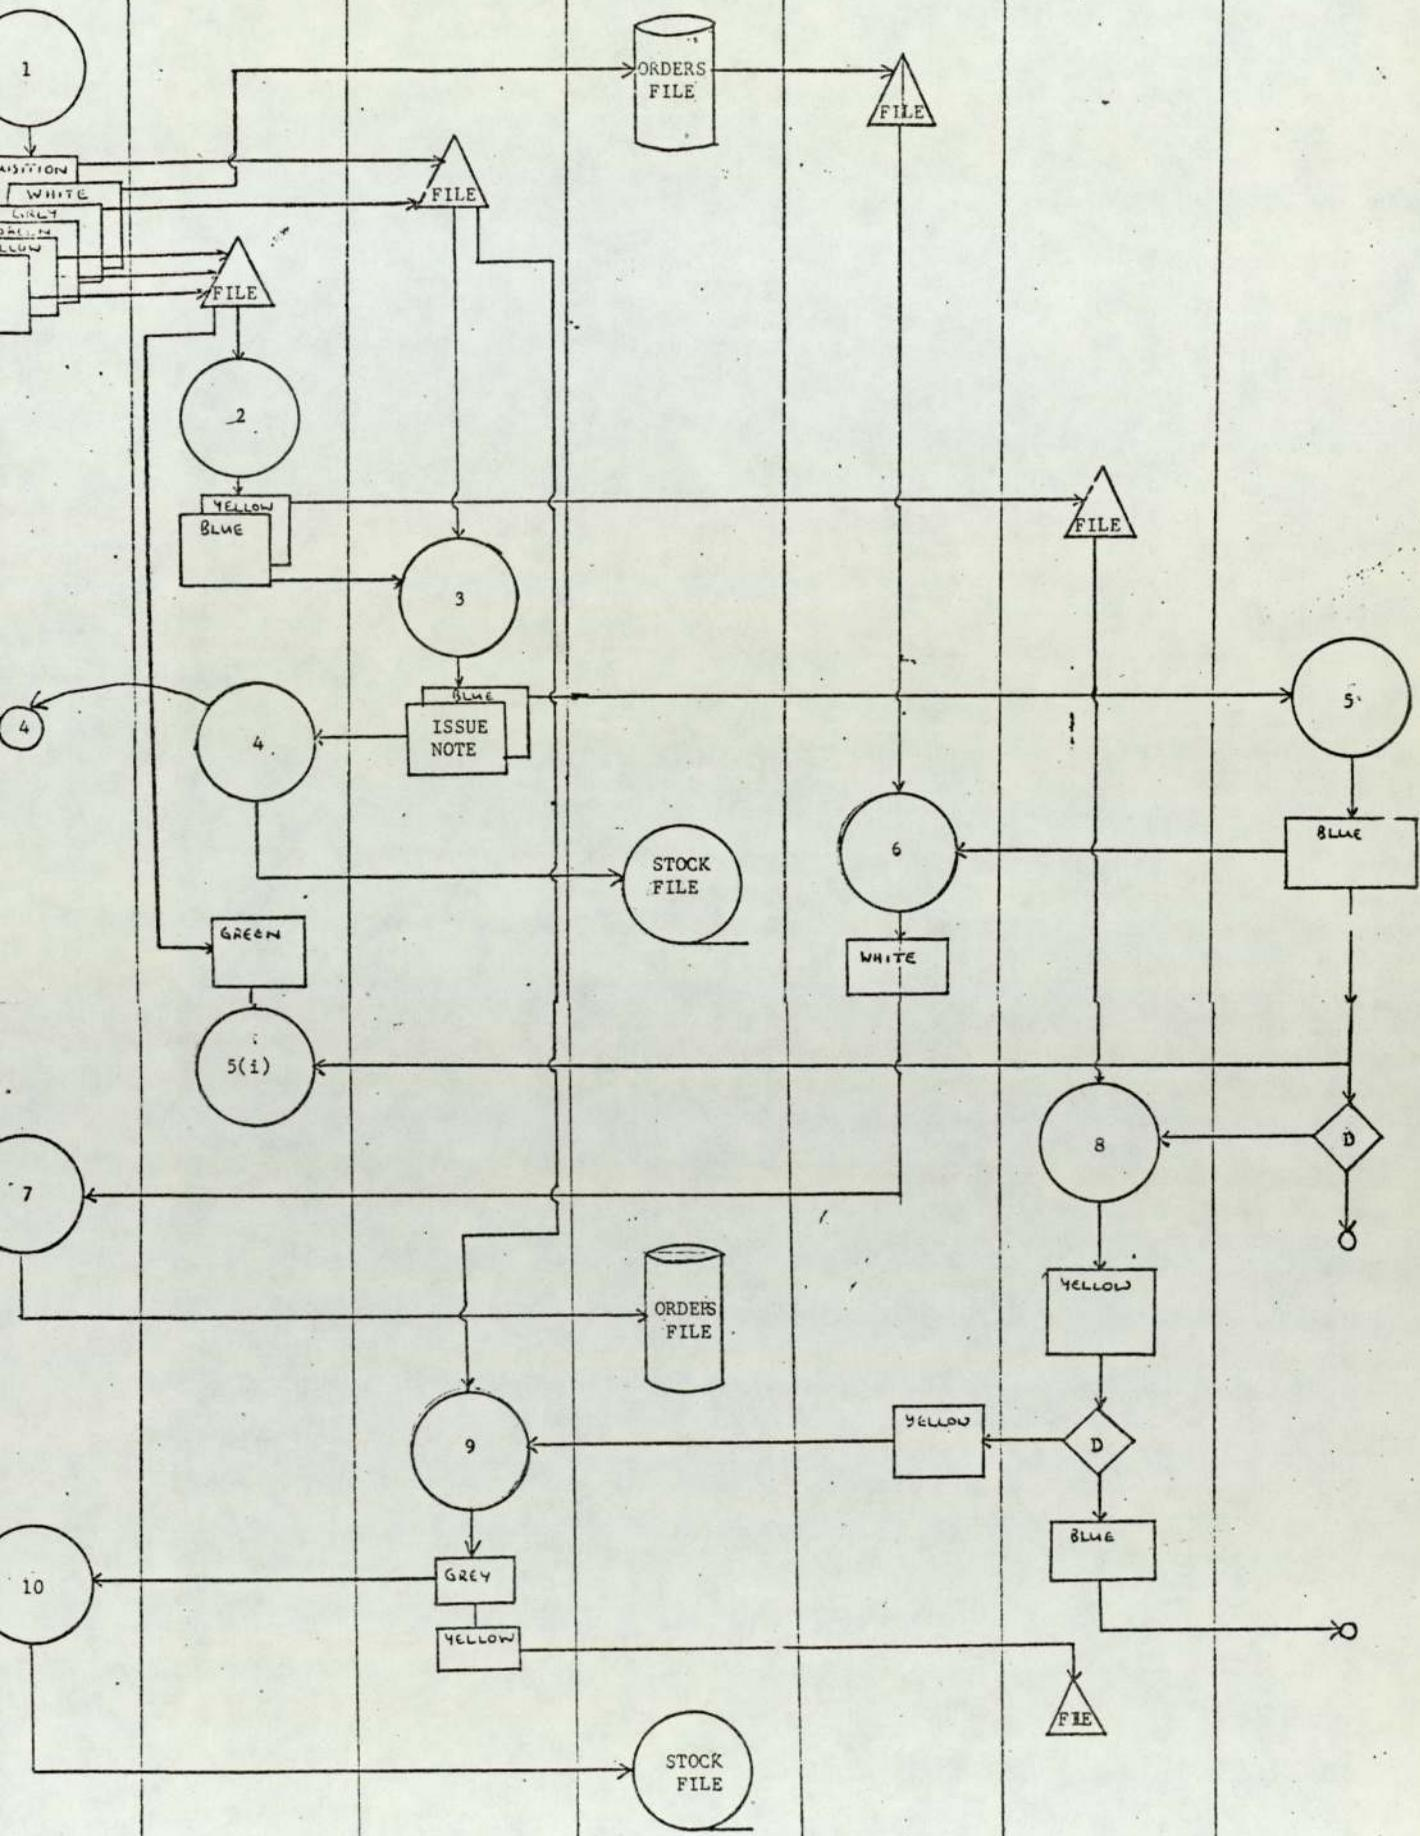 1
ORDERS
FILE
FILE
WHITE
GREY
FILE
FILE
2
YELLOW
BLUE
FILE
3
BLUE
ISSUE
NOTE
4
4
5
STOCK
FILE
6
BLUE
GREEN
WHITE
5(i)
8
D
7
YELLOW
ORDERS
FILE
YELLOW
9
D
BLUE
GREY
10
YELLOW
FILE
STOCK
FILE